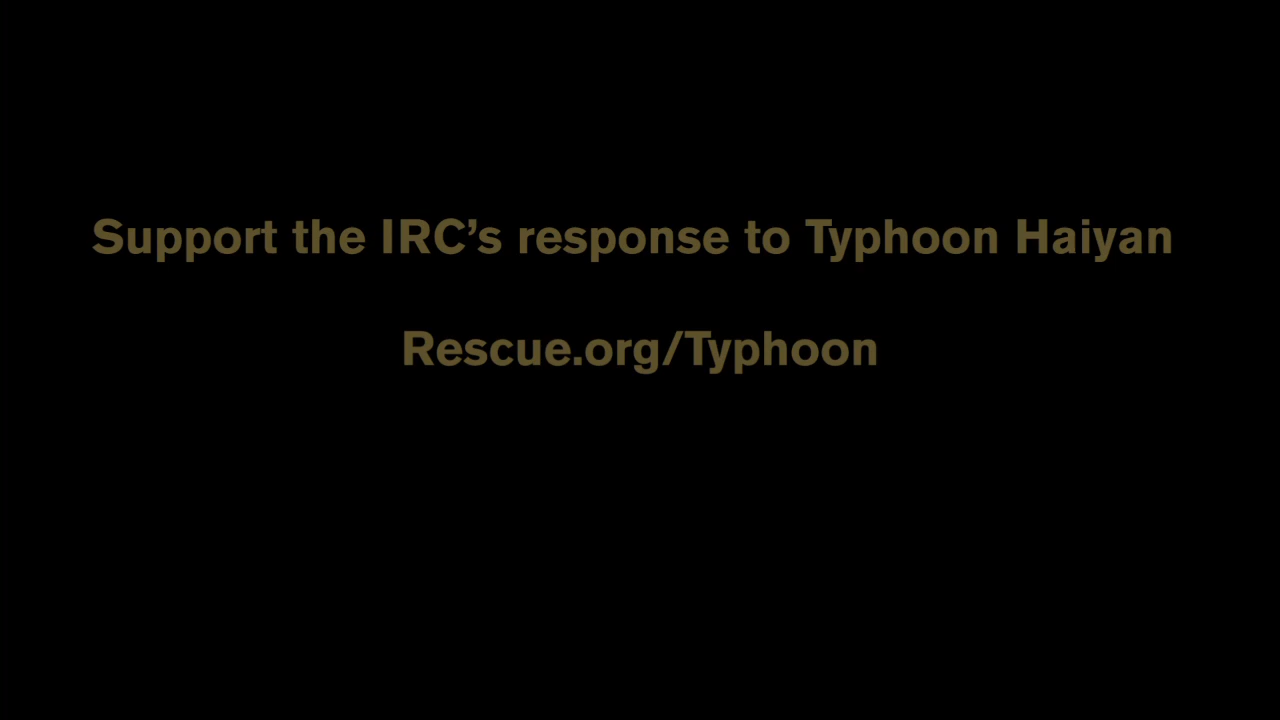 Support the IRC’s response to Typhoon Haiyan
Rescue.org/Typhoon